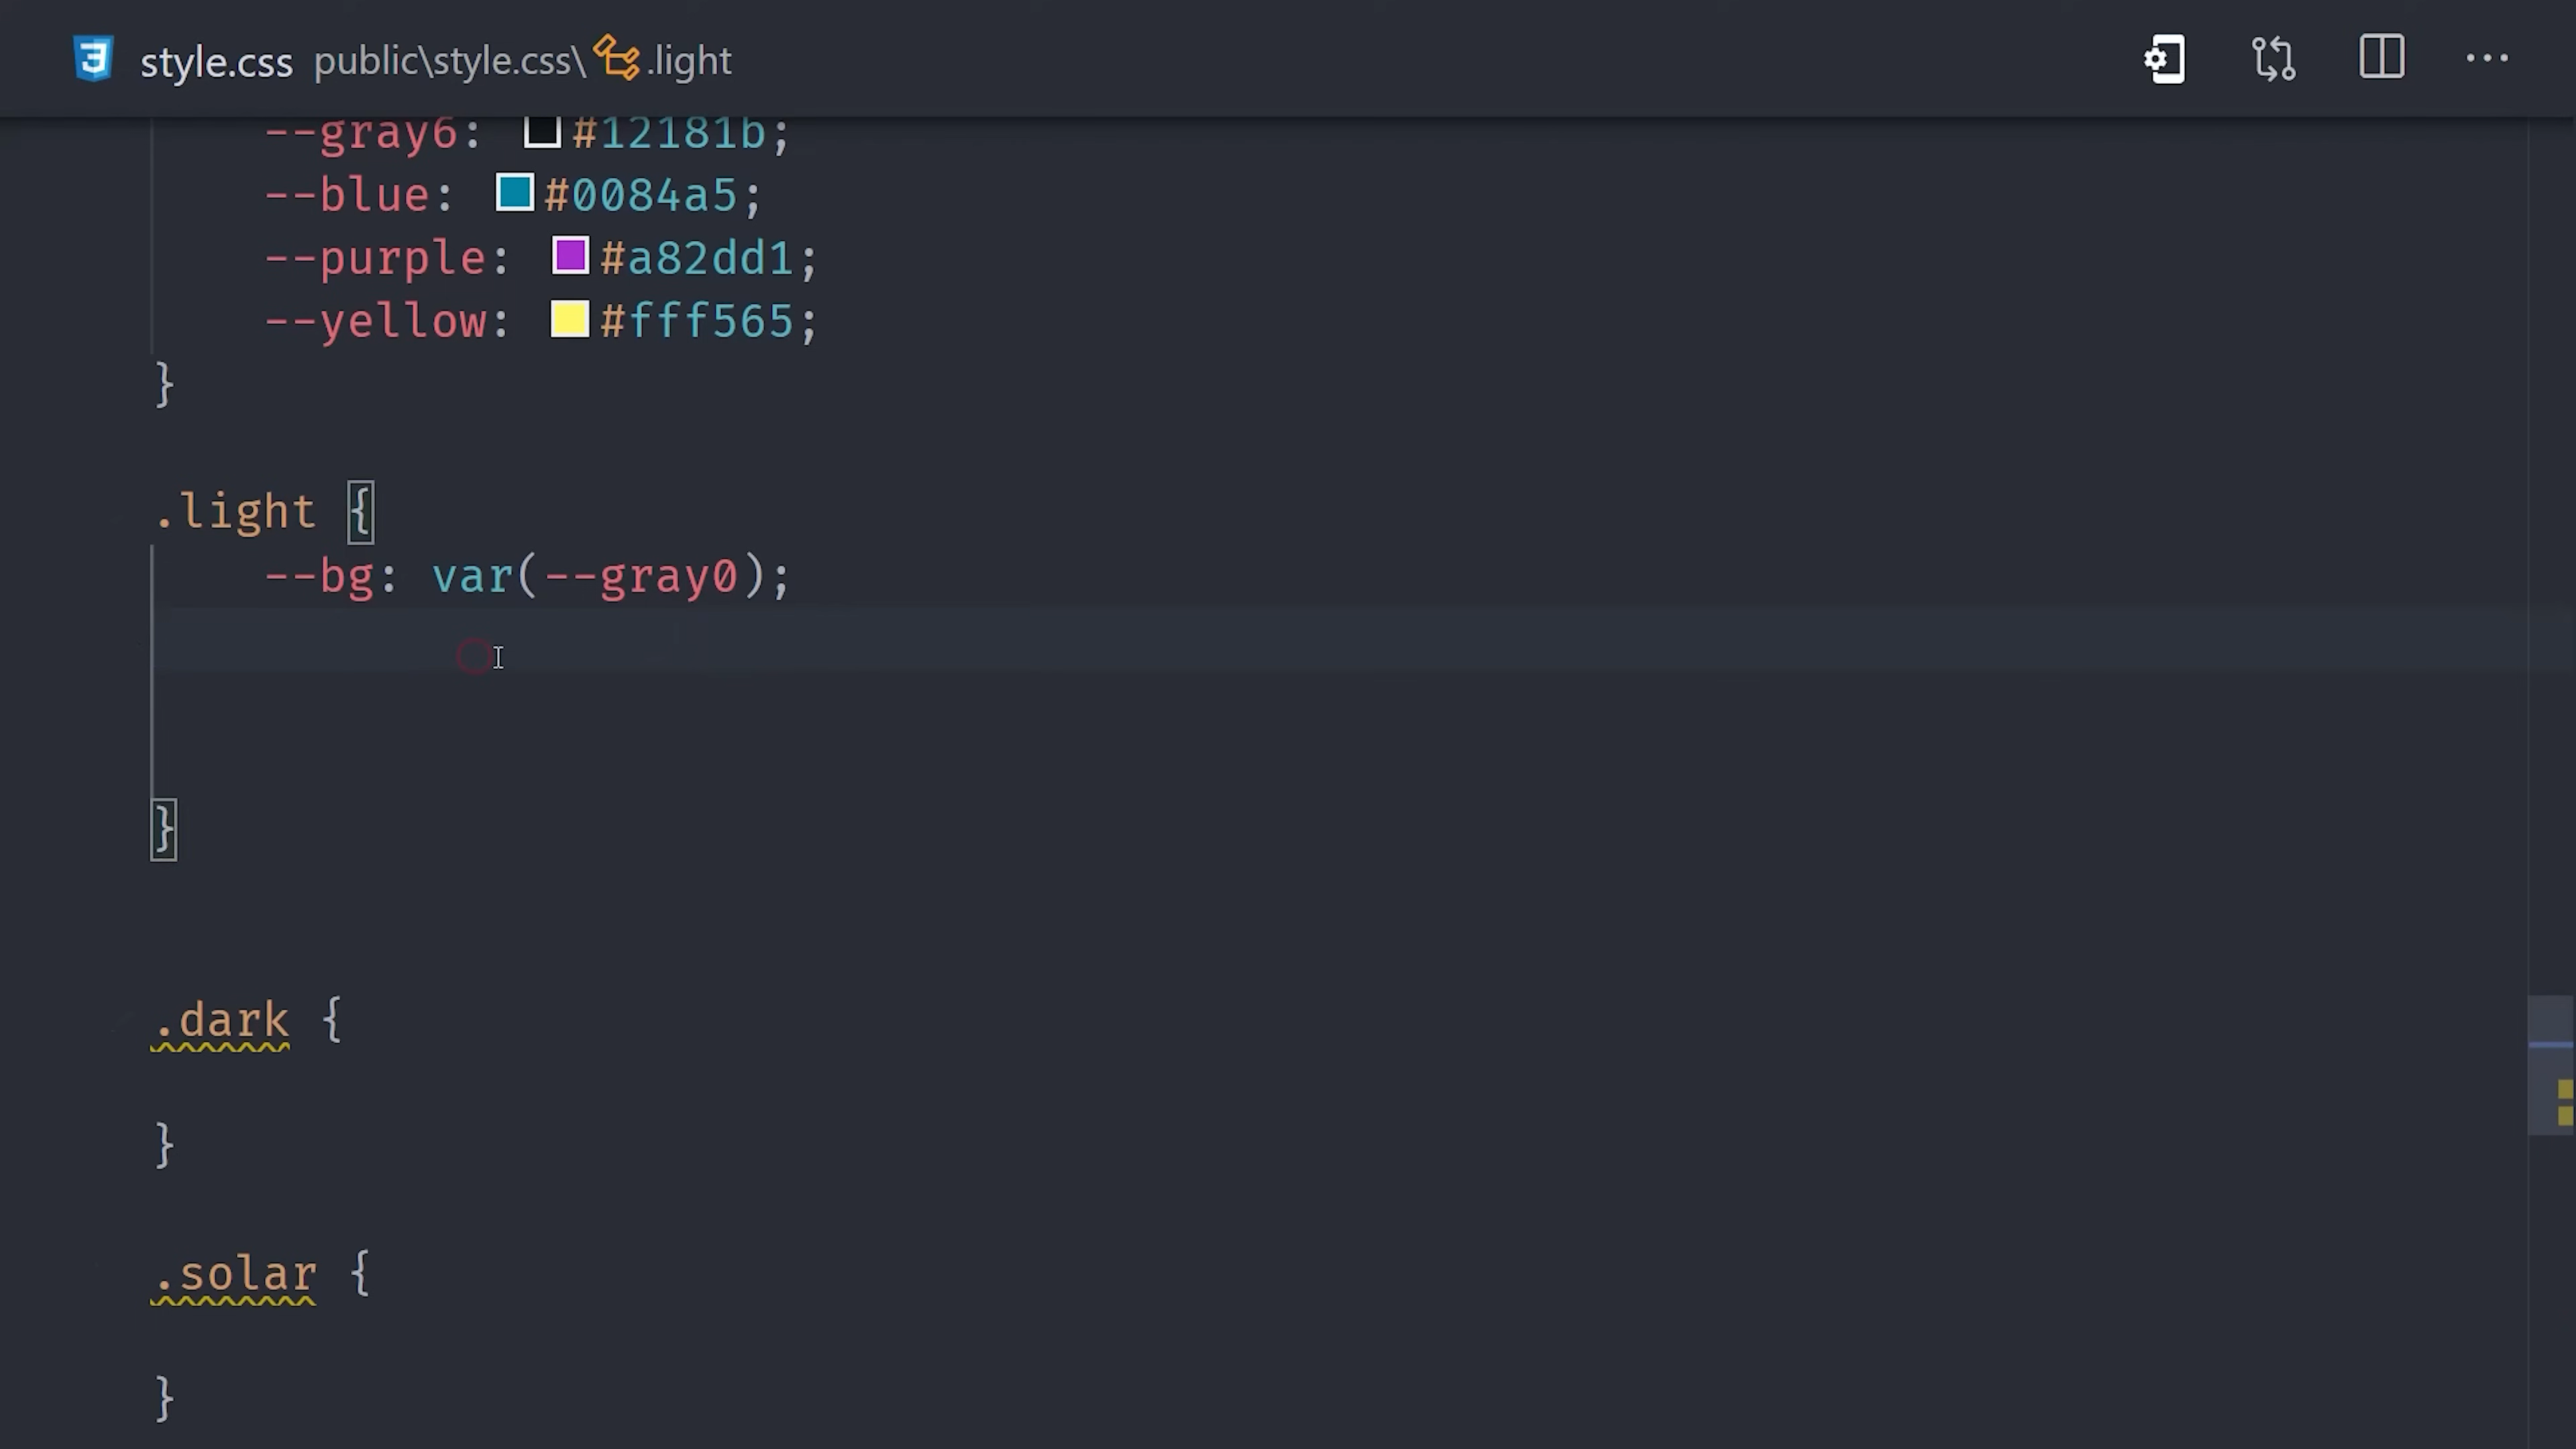 style.css public\style.css\ .light
--gray6: #12181b;
--blue: #0084a5;
--purple: #a82dd1;
--yellow: #fff565;
}
.light {
--bg: var(--gray0);
}
.dark {
}
.solar {
}